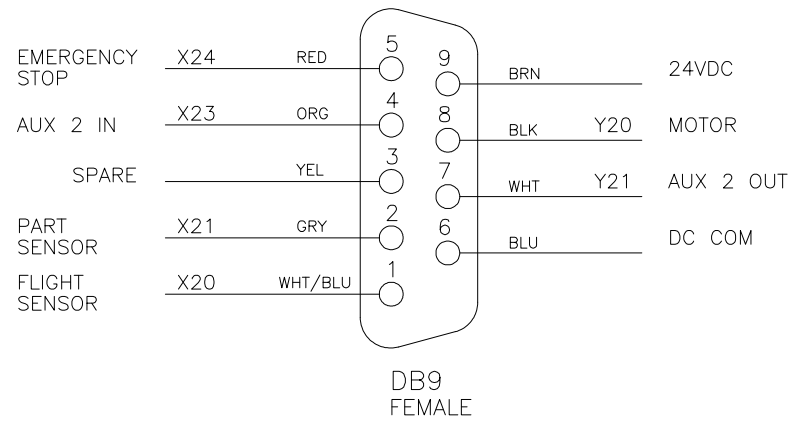 EMERGENCY
STOP
X24 RED 5
AUX 2 IN X23 ORG 4
SPARE YEL 3
PART
SENSOR
X21 GRY 2
FLIGHT
SENSOR
X20 WHT/BLU 1
9 BRN 24VDC
8 BLK Y20 MOTOR
7 WHT Y21 AUX 2 OUT
6 BLU DC COM
DB9
FEMALE